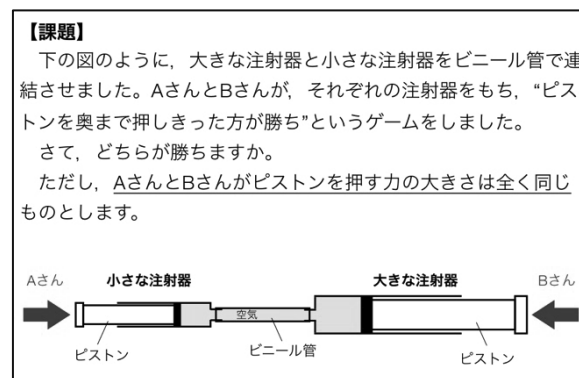 【課題】
下の図のように，大きな注射器と小さな注射器をビニール管で連
結させました。AさんとBさんが，それぞれの注射器をもち，“ピス
トンを奥まで押しきった方が勝ち”というゲームをしました。
さて，どちらが勝ちますか。
ただし，AさんとBさんがピストンを押す力の大きさは全く同じ
ものとします。
Aさん 小さな注射器 大きな注射器 Bさん
空気
ピストン ビニール管 ピストン